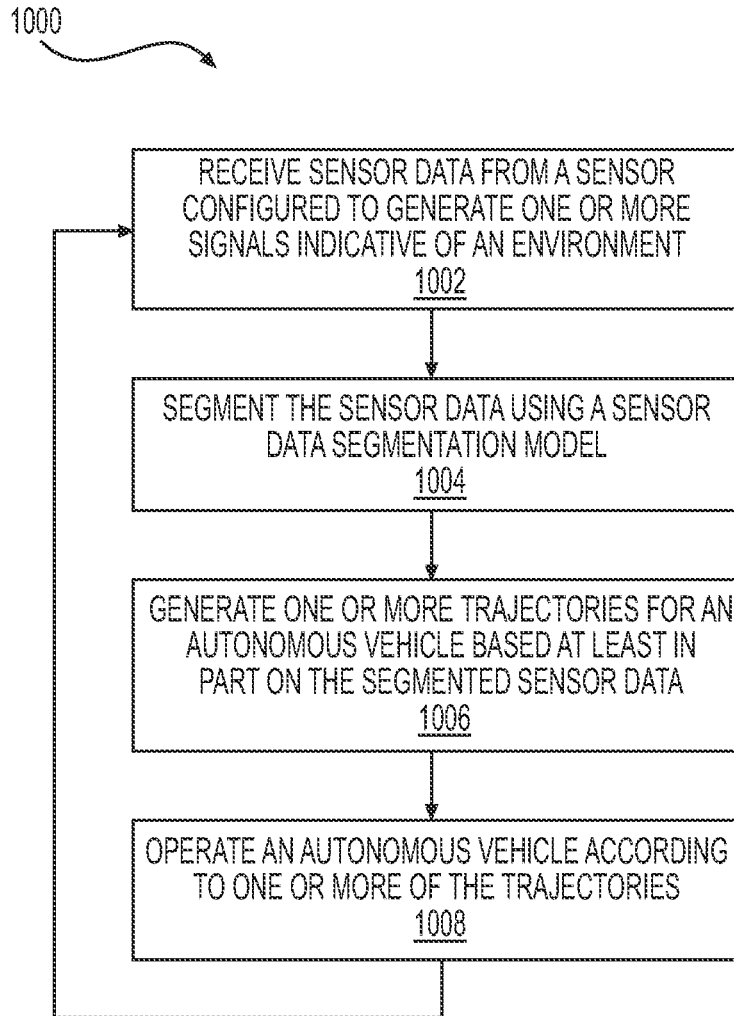 1000
RECEIVE SENSOR DATA FROM A SENSOR
CONFIGURED TO GENERATE ONE OR MORE
SIGNALS INDICATIVE OF AN ENVIRONMENT
1002
SEGMENT THE SENSOR DATA USING A SENSOR
DATA SEGMENTATION MODEL
1004
GENERATE ONE OR MORE TRAJECTORIES FOR AN
AUTONOMOUS VEHICLE BASED AT LEAST IN
PART ON THE SEGMENTED SENSOR DATA
1006
OPERATE AN AUTONOMOUS VEHICLE ACCORDING
TO ONE OR MORE OF THE TRAJECTORIES
1008